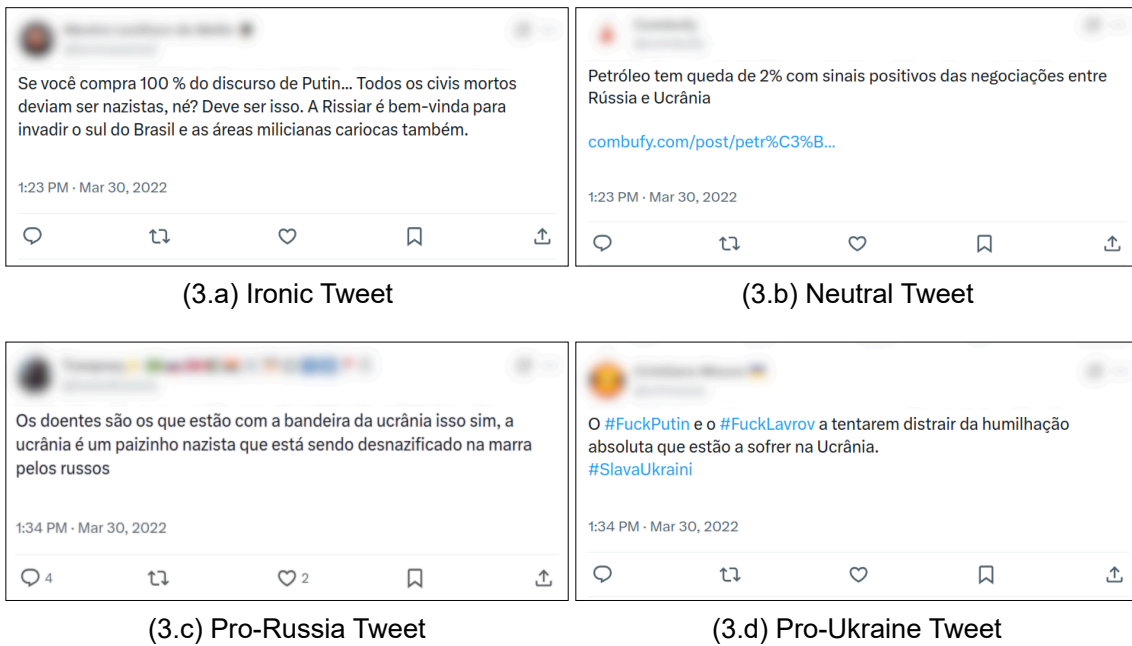 Se você compra 100 % do discurso de Putin... Todos os civis mortos
deviam ser nazistas, né? Deve ser isso. A Rissiar é bem-vinda para
invadir o sul do Brasil e as áreas milicianas cariocas também.
1:23 PM · Mar 30, 2022
(3.a) Ironic Tweet
Petróleo tem queda de 2% com sinais positivos das negociações entre
Rússia e Ucrânia
combufy.com/post/petr%C3%B...
1:23 PM · Mar 30, 2022
(3.b) Neutral Tweet
Os doentes são os que estão com a bandeira da ucrânia isso sim, a
ucrânia é um paizinho nazista que está sendo desnazificado na marra
pelos russos
1:34 PM · Mar 30, 2022
4
2
(3.c) Pro-Russia Tweet
O #FuckPutin e o #FuckLavrov a tentarem distrair da humilhação
absoluta que estão a sofrer na Ucrânia.
#SlavaUkraini
1:34 PM · Mar 30, 2022
(3.d) Pro-Ukraine Tweet